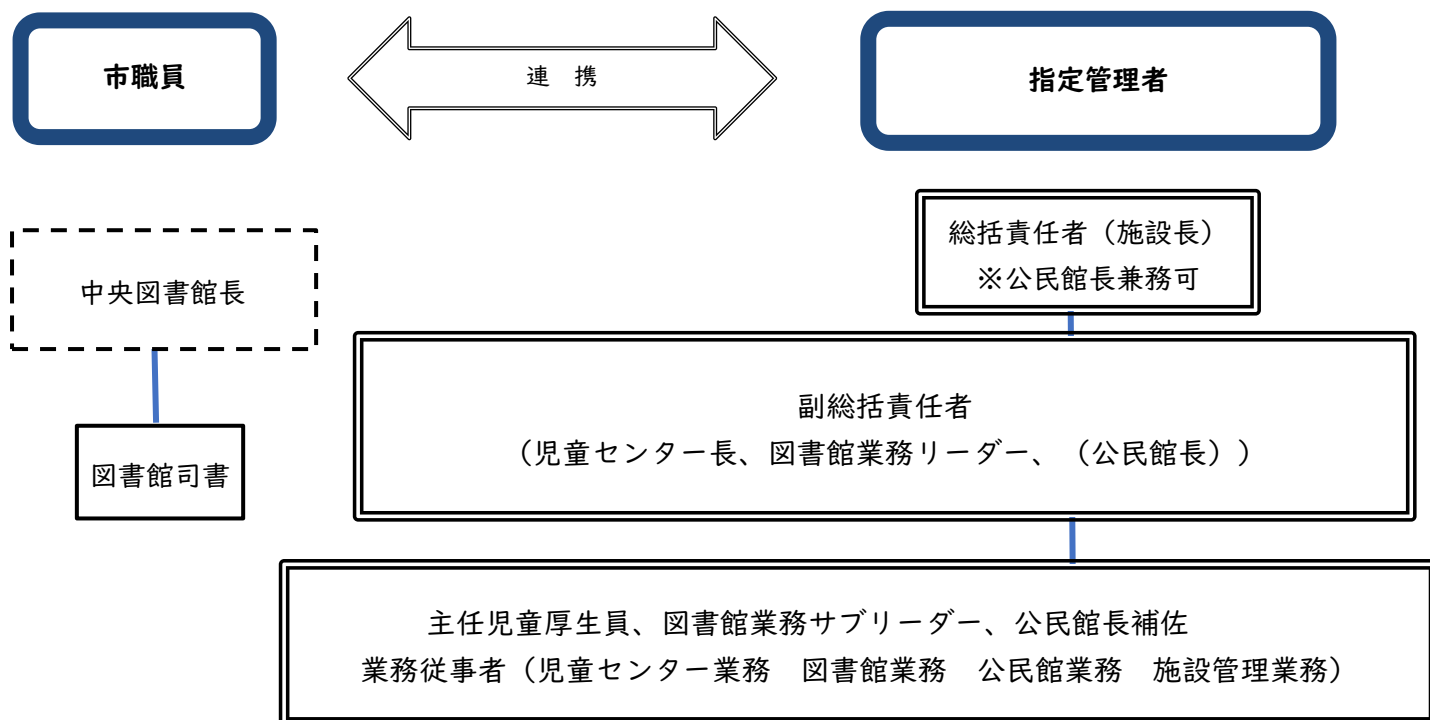 市職員
連　携
指定管理者
総括責任者（施設長）
※公民館長兼務可
中央図書館長
図書館司書
副総括責任者
（児童センター長、図書館業務リーダー、（公民館長））
主任児童厚生員、図書館業務サブリーダー、公民館長補佐
業務従事者（児童センター業務　図書館業務　公民館業務　施設管理業務）